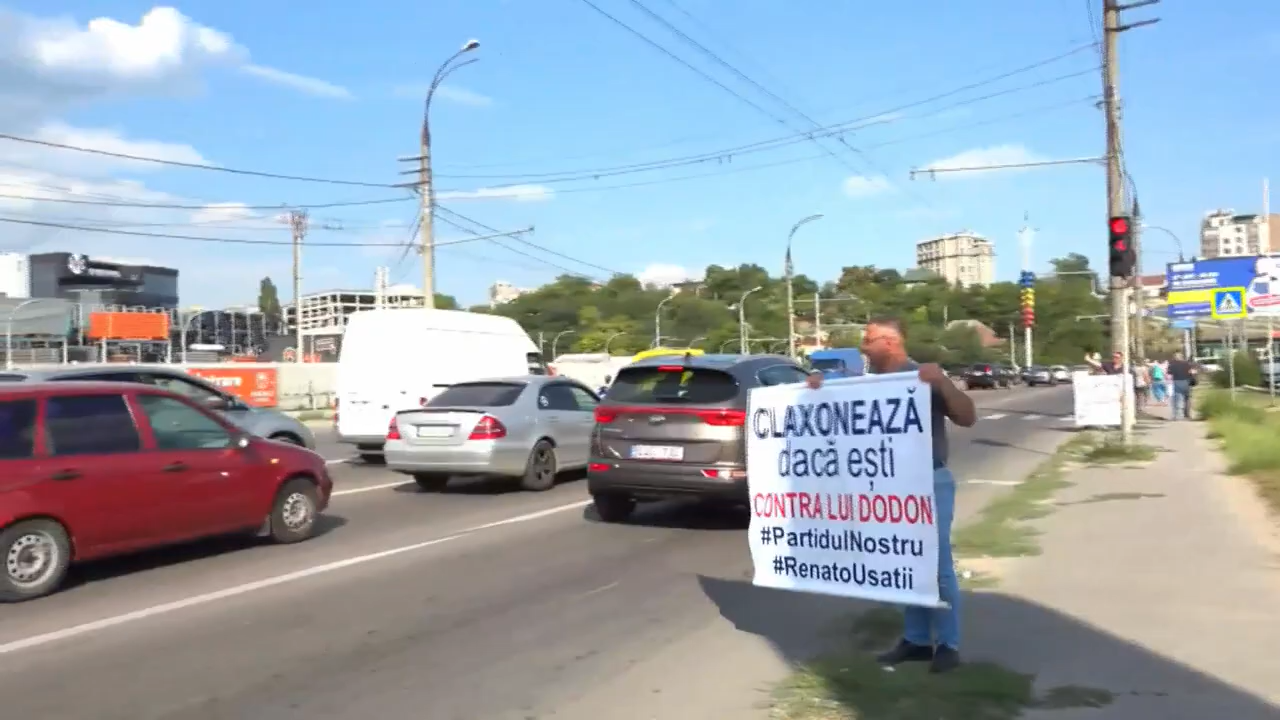 CLAXONEAZĂ
dacă ești
CONTRA LUI DODON
#PartidulNostru
#RenatoUsatii